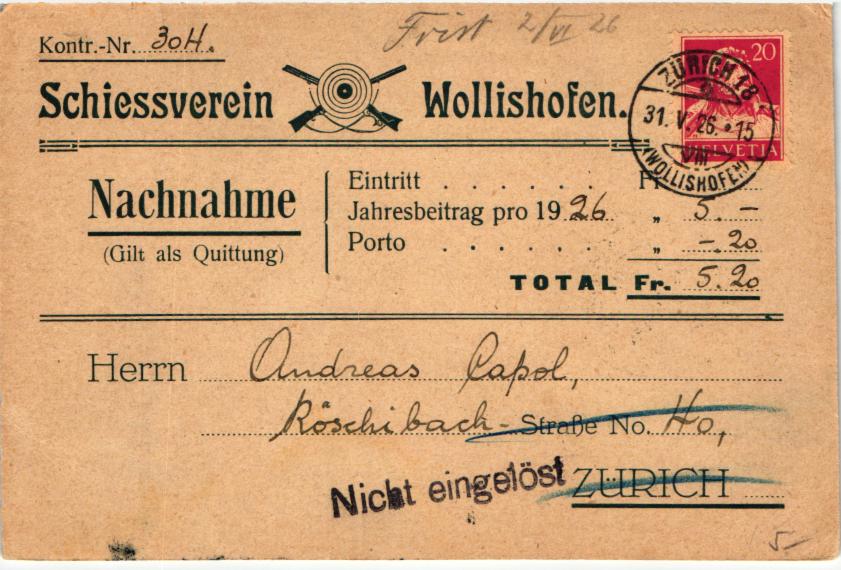 Kontr.-Nr. 304.
Frist 2/VI 26
Schiessverein Wollishofen.
20
HELVETIA
ZÜRICH 18
31. V. 26. 15
VIII
(WOLLISHOFEN)
Nachnahme
(Gilt als Quittung)
Eintritt . . . . . . Fr.
Jahresbeitrag pro 1926 „ 5.–
Porto . . . . . . „ –.20
TOTAL Fr. 5.20
Herrn Andreas Capol,
Röschibach- Straße No. 40,
ZÜRICH
Nicht eingelöst
5–